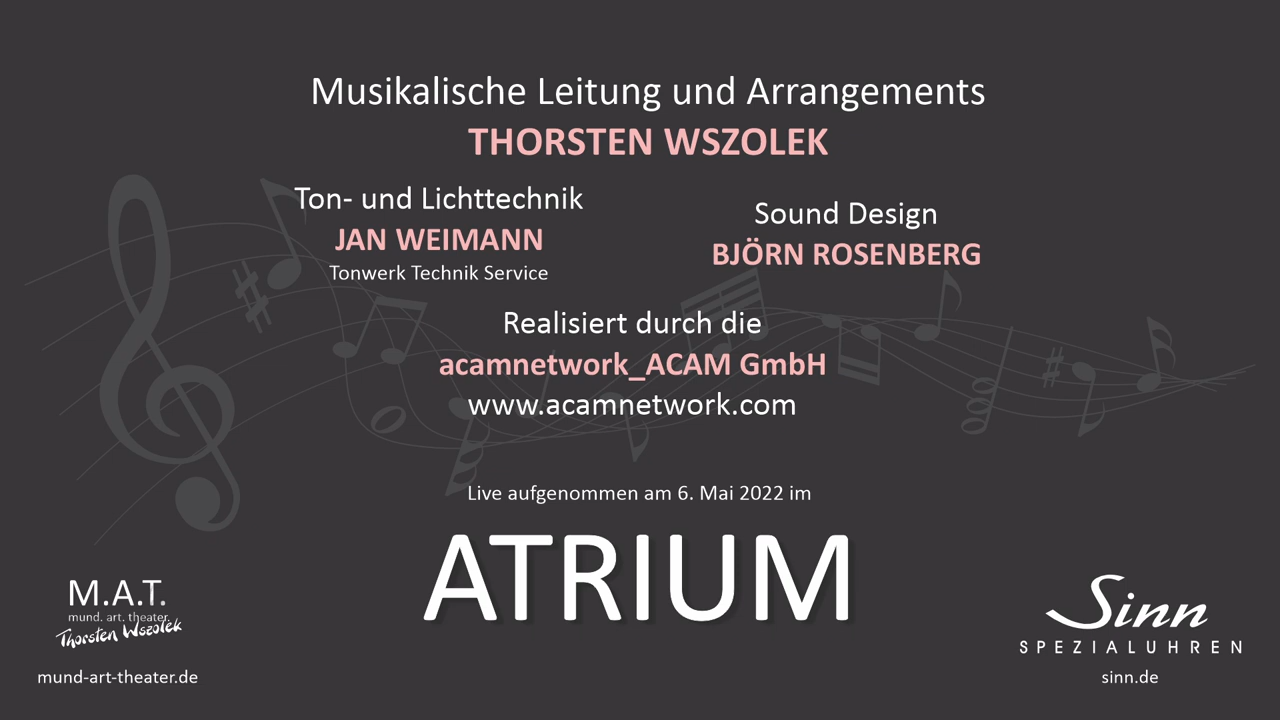 Musikalische Leitung und Arrangements
THORSTEN WSZOLEK
Ton- und Lichttechnik
JAN WEIMANN
Tonwerk Technik Service
Sound Design
BJÖRN ROSENBERG
Realisiert durch die
acamnetwork_ACAM GmbH
www.acamnetwork.com
Live aufgenommen am 6. Mai 2022 im
ATRIUM
M.A.T.
mund. art. theater.
Thorsten Wszolek
mund-art-theater.de
Sinn
SPEZIALUHREN
sinn.de